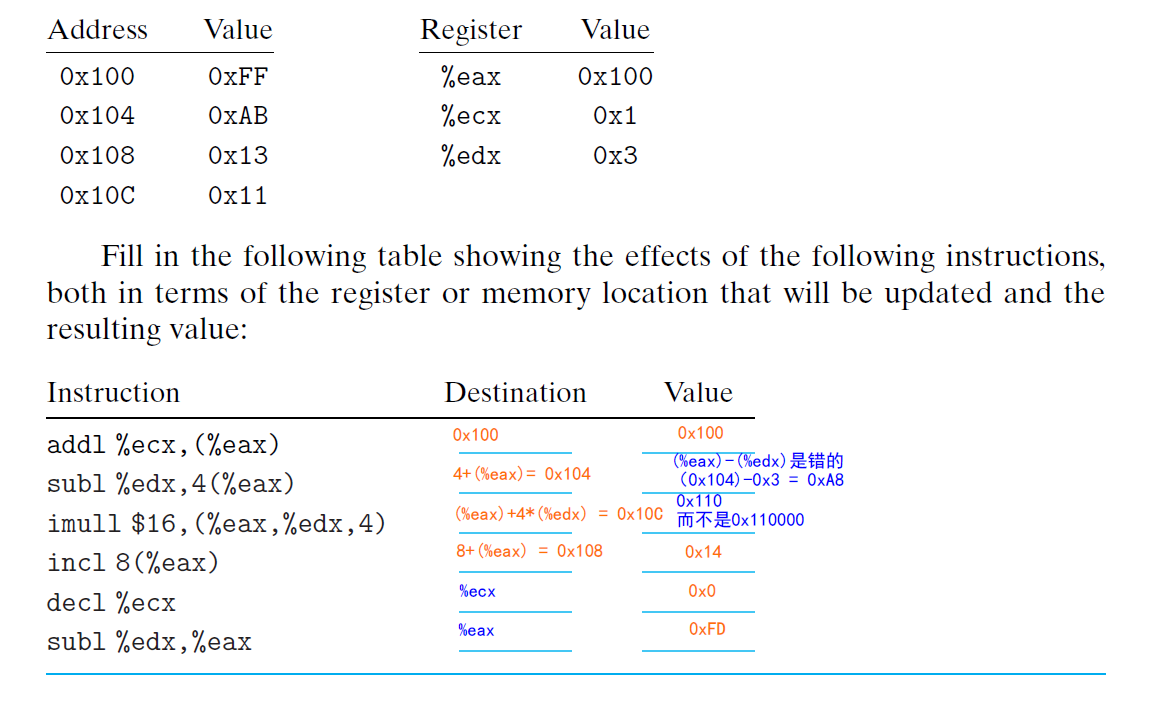 Address Value Register Value
0x100 0xFF %eax 0x100
0x104 0xAB %ecx 0x1
0x108 0x13 %edx 0x3
0x10C 0x11
Fill in the following table showing the effects of the following instructions,
both in terms of the register or memory location that will be updated and the
resulting value:
Instruction Destination Value
addl %ecx,(%eax) 0x100 0x100
subl %edx,4(%eax) 4+(%eax)= 0x104 (%eax)-(%edx)是错的
(0x104)-0x3 = 0xA8
imull $16,(%eax,%edx,4) (%eax)+4*(%edx) = 0x10C 0x110
而不是0x110000
incl 8(%eax) 8+(%eax) = 0x108 0x14
decl %ecx %ecx 0x0
subl %edx,%eax %eax 0xFD